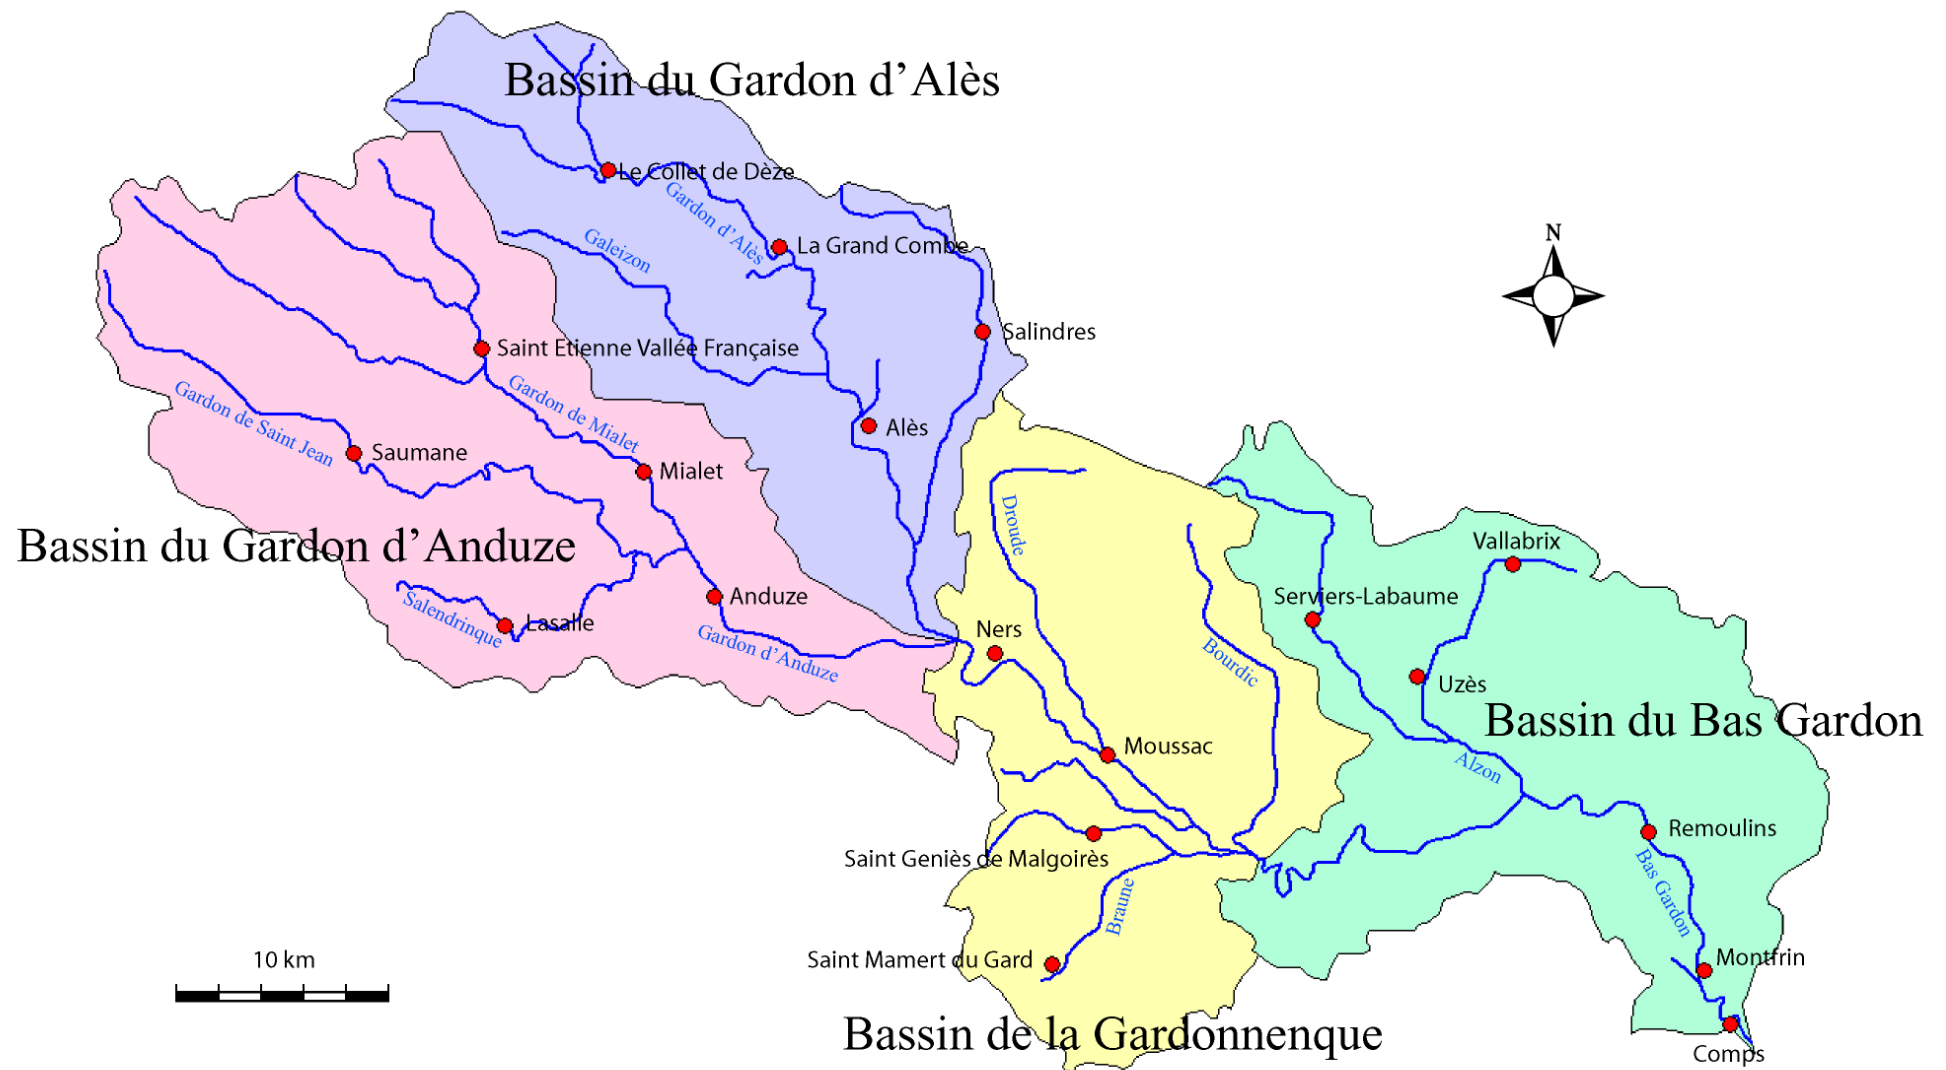 Bassin du Gardon d’Alès
Le Collet de Dèze
Gardon d’Alès
La Grand Combe
Galeizon
N
Salindres
Saint Etienne Vallée Française
Gardon de Mialet
Gardon de Saint Jean
Alès
Saumane
Mialet
Droude
Bassin du Gardon d’Anduze
Vallabrix
Anduze
Serviers-Labaume
Salendrinque
Lasalle
Ners
Gardon d’Anduze
Bourdic
Uzès
Bassin du Bas Gardon
Moussac
Alzon
Remoulins
Saint Geniès de Malgoirès
Bas Gardon
Braune
Saint Mamert du Gard
Montfrin
10 km
Bassin de la Gardonnenque
Comps